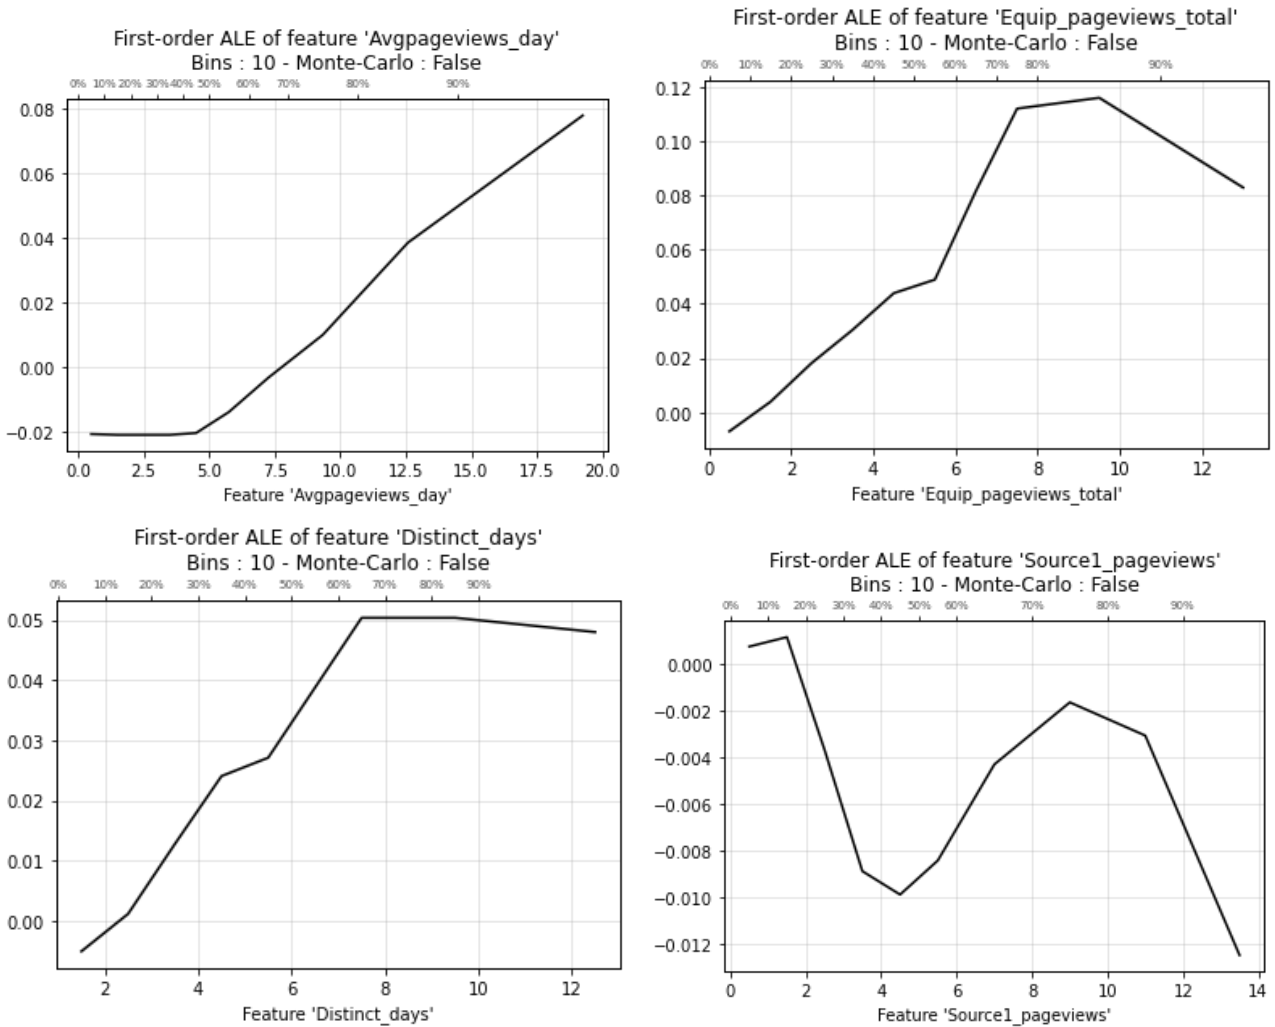 First-order ALE of feature 'Avgpageviews_day'
Bins : 10 - Monte-Carlo : False
0% 10% 20% 30% 40% 50% 60% 70% 80% 90%
0.08
0.06
0.04
0.02
0.00
−0.02
0.0 2.5 5.0 7.5 10.0 12.5 15.0 17.5 20.0
Feature 'Avgpageviews_day'
First-order ALE of feature 'Equip_pageviews_total'
Bins : 10 - Monte-Carlo : False
0% 10% 20% 30% 40% 50% 60% 70% 80% 90%
0.12
0.10
0.08
0.06
0.04
0.02
0.00
0 2 4 6 8 10 12
Feature 'Equip_pageviews_total'
First-order ALE of feature 'Distinct_days'
Bins : 10 - Monte-Carlo : False
0% 10% 20% 30% 40% 50% 60% 70% 80% 90%
0.05
0.04
0.03
0.02
0.01
0.00
2 4 6 8 10 12
Feature 'Distinct_days'
First-order ALE of feature 'Source1_pageviews'
Bins : 10 - Monte-Carlo : False
0% 10% 20% 30% 40% 50% 60% 70% 80% 90%
0.000
−0.002
−0.004
−0.006
−0.008
−0.010
−0.012
0 2 4 6 8 10 12 14
Feature 'Source1_pageviews'